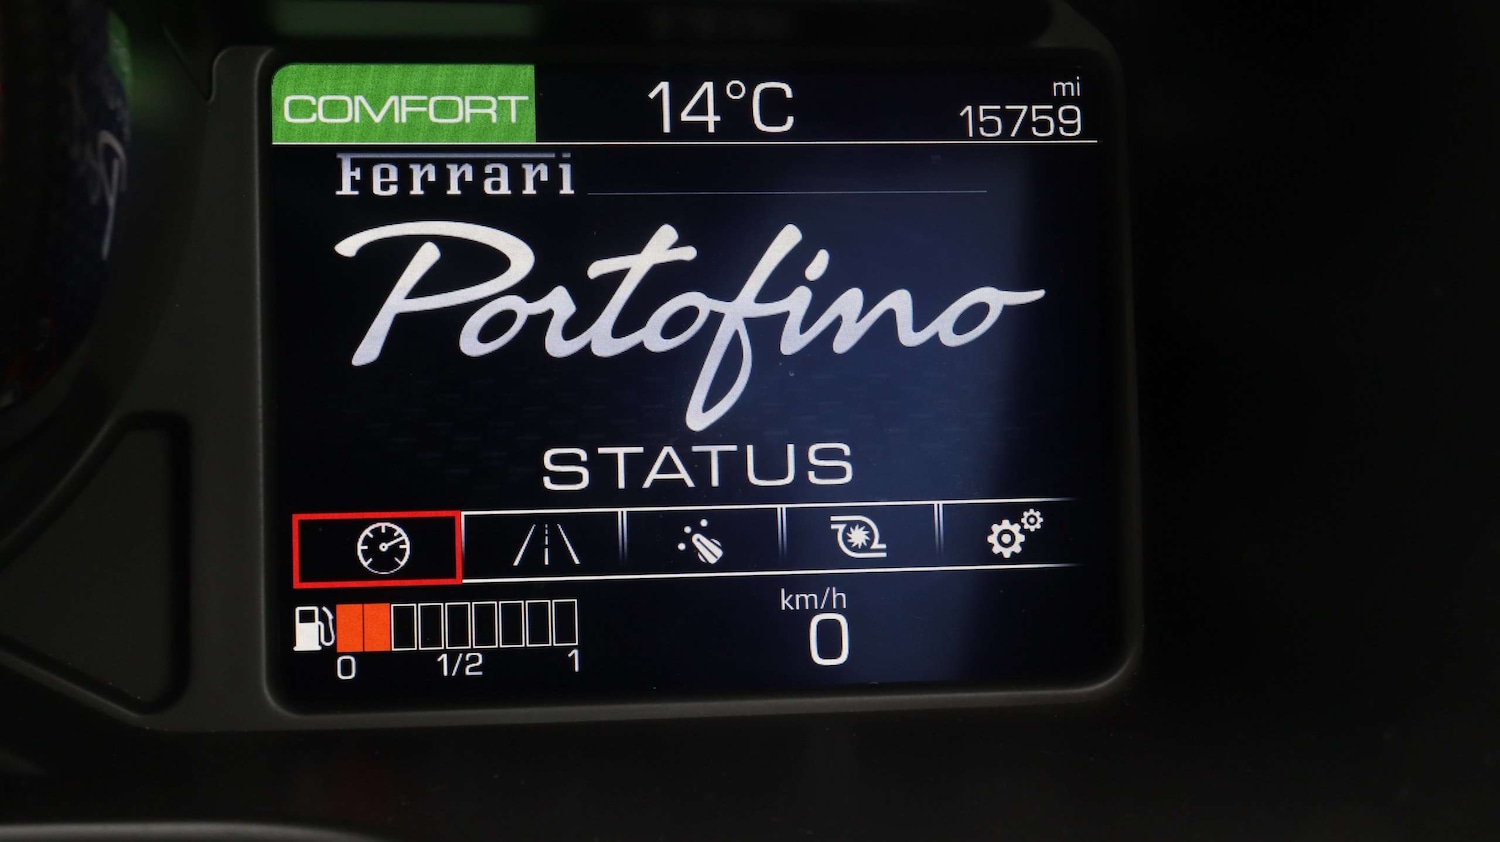 COMFORT 14°C mi
15759
Ferrari
Portofino
STATUS
km/h
0
0 1/2 1